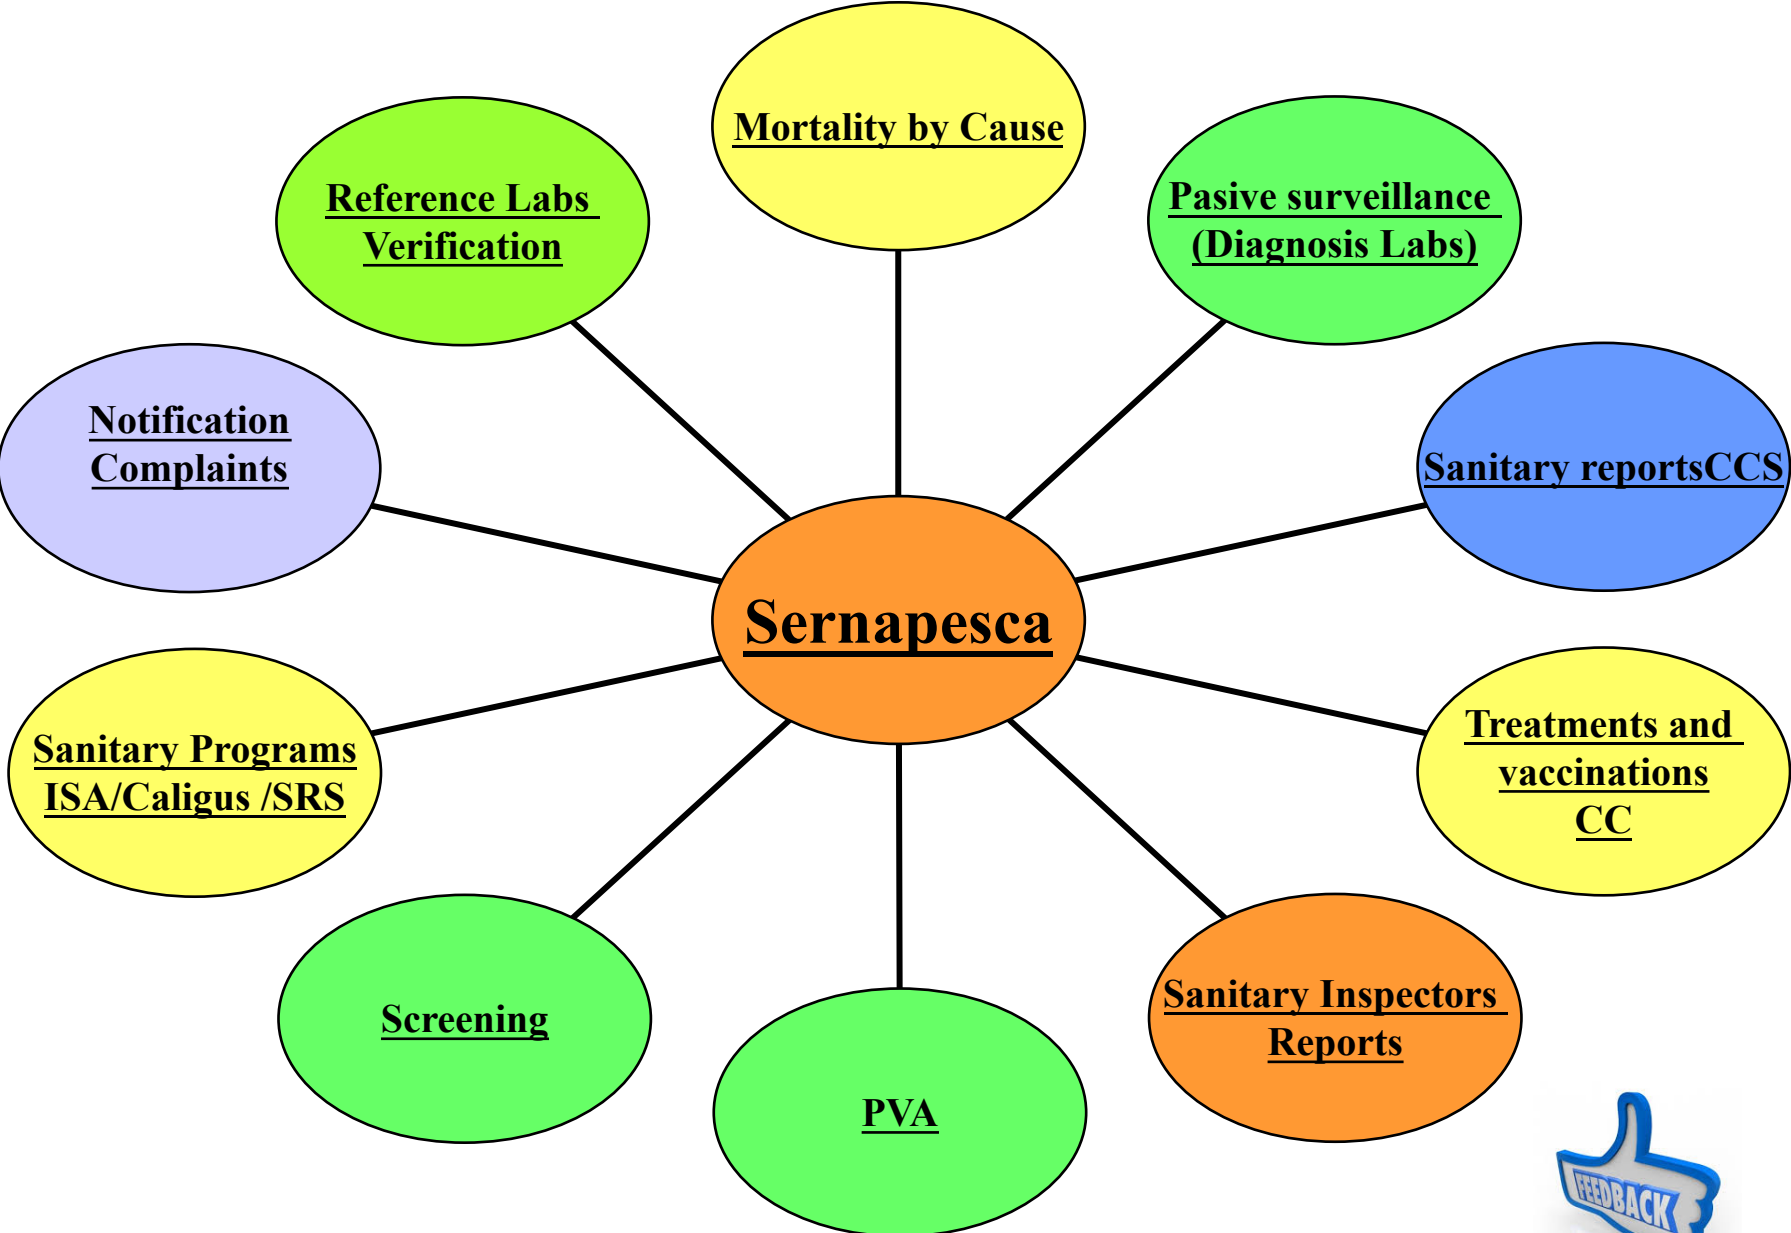 Mortality by Cause
Reference Labs
Verification
Pasive surveillance
(Diagnosis Labs)
Notification
Complaints
Sanitary reportsCCS
Sernapesca
Sanitary Programs
ISA/Caligus /SRS
Treatments and
vaccinations
CC
Screening
Sanitary Inspectors
Reports
PVA
FEEDBACK